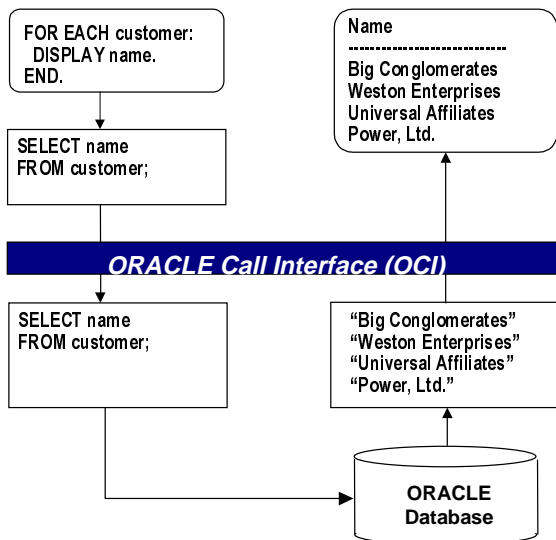 FOR EACH customer:
DISPLAY name.
END.
SELECT name
FROM customer;
Name
----------------------------
Big Conglomerates
Weston Enterprises
Universal Affiliates
Power, Ltd.
ORACLE Call Interface (OCI)
SELECT name
FROM customer;
“Big Conglomerates”
“Weston Enterprises”
“Universal Affiliates”
“Power, Ltd.”
ORACLE
Database